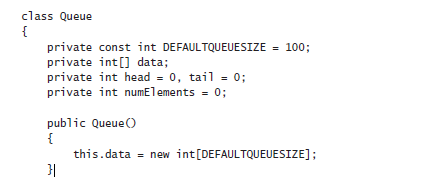 class Queue
{
    private const int DEFAULTQUEUESIZE = 100;
    private int[] data;
    private int head = 0, tail = 0;
    private int numElements = 0;

    public Queue()
    {
        this.data = new int[DEFAULTQUEUESIZE];
    }